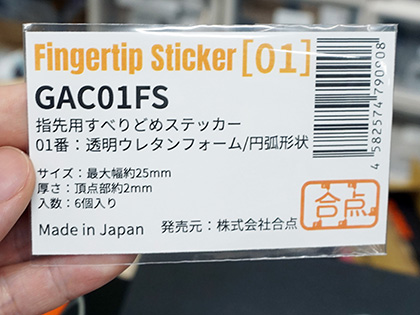 Fingertip Sticker[01]
GAC01FS
指先用すべりどめステッカー
01番：透明ウレタンフォーム/円弧形状
サイズ：最大幅約25mm
厚さ：頂点部約2mm
入数：6個入り
Made in Japan
発売元：株式会社合点
合点
4 582574 790908